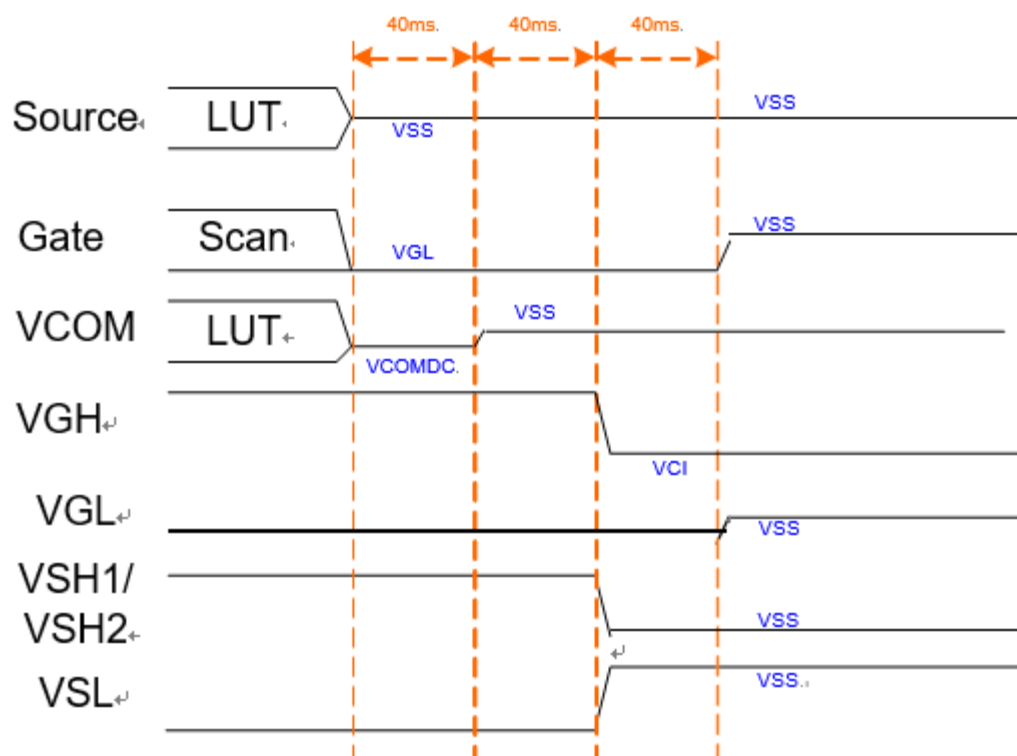 40ms. 40ms. 40ms.
Source LUT VSS VSS
Gate Scan VGL VSS
VCOM LUT VCOMDC. VSS
VGH VCI
VGL VSS
VSH1/
VSH2 VSS
VSL VSS.